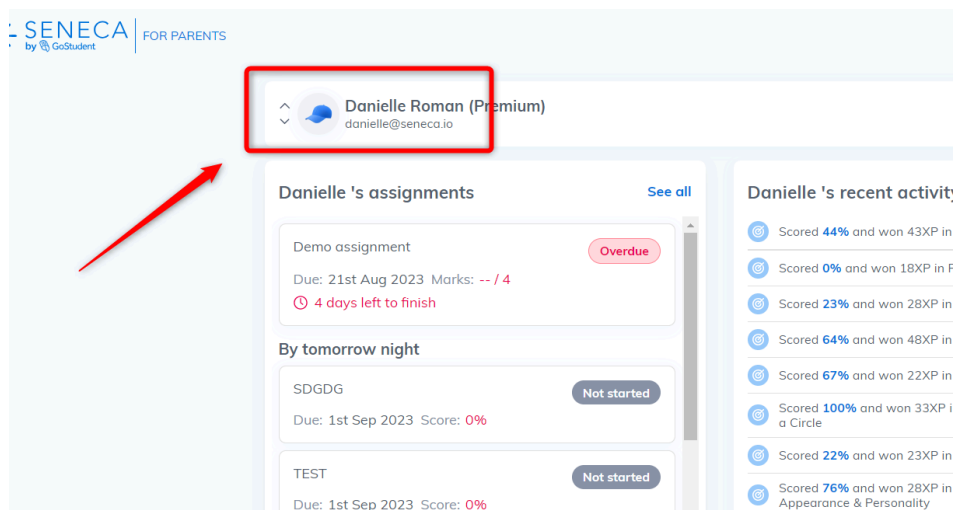 SENECA
by GoStudent
FOR PARENTS
Danielle Roman (Premium)
danielle@seneca.io
Danielle 's assignments
See all
Demo assignment
Overdue
Due: 21st Aug 2023 Marks: -- / 4
4 days left to finish
By tomorrow night
SDGDG
Not started
Due: 1st Sep 2023 Score: 0%
TEST
Not started
Due: 1st Sep 2023 Score: 0%
Danielle 's recent activity
Scored 44% and won 43XP in
Scored 0% and won 18XP in
Scored 23% and won 28XP in
Scored 64% and won 48XP in
Scored 67% and won 22XP in
Scored 100% and won 33XP
a Circle
Scored 22% and won 23XP in
Scored 76% and won 28XP in
Appearance & Personality